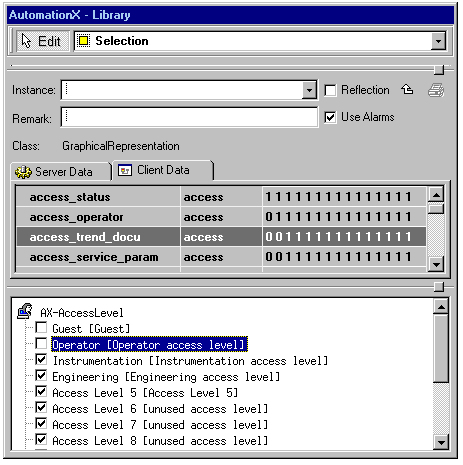 AutomationX - Library
Edit Selection
Instance: Reflection
Remark: Use Alarms
Class: GraphicalRepresentation
Server Data Client Data
access_status access 1 1 1 1 1 1 1 1 1 1 1 1 1 1 1
access_operator access 0 1 1 1 1 1 1 1 1 1 1 1 1 1 1
access_trend_docu access 0 0 1 1 1 1 1 1 1 1 1 1 1 1 1
access_service_param access 0 0 1 1 1 1 1 1 1 1 1 1 1 1 1
AX-AccessLevel
Guest [Guest]
Operator [Operator access level]
Instrumentation [Instrumentation access level]
Engineering [Engineering access level]
Access Level 5 [Access Level 5]
Access Level 6 [unused access level]
Access Level 7 [unused access level]
Access Level 8 [unused access level]